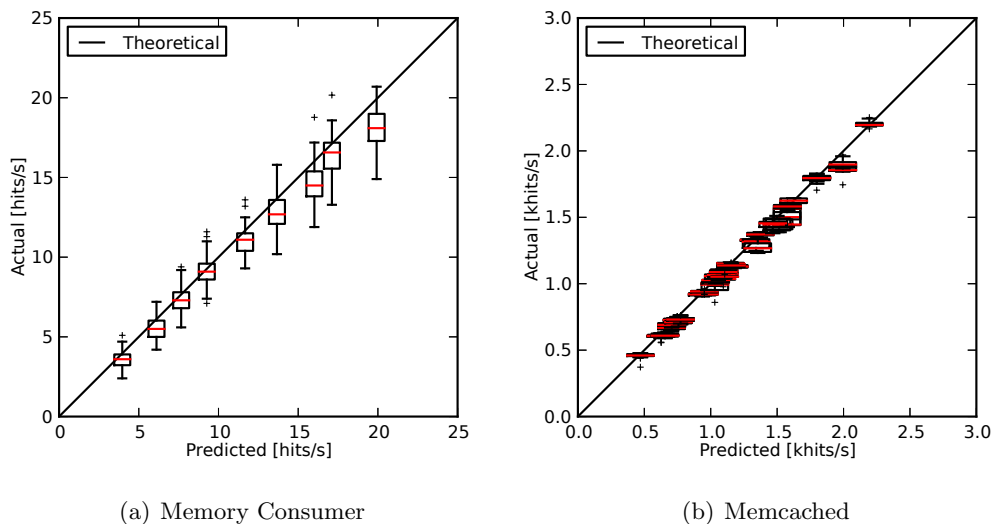 25
20
15
10
5
0
Actual [hits/s]
Theoretical
0 5 10 15 20 25
Predicted [hits/s]
(a) Memory Consumer
3.0
2.5
2.0
1.5
1.0
0.5
0.0
Actual [khits/s]
Theoretical
0.0 0.5 1.0 1.5 2.0 2.5 3.0
Predicted [khits/s]
(b) Memcached